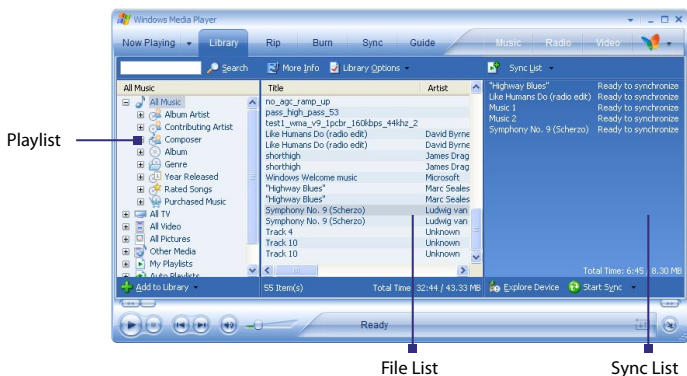 Windows Media Player
Now Playing Library Rip Burn Sync Guide Music Radio Video
Search More Info Library Options Sync List
All Music
All Music
Album Artist
Contributing Artist
Composer
Album
Genre
Year Released
Rated Songs
Purchased Music
All TV
All Video
All Pictures
Other Media
My Playlists
Auto Playlists
Add to Library
Title Artist
no_agc_ramp_up
pass_high_pass_53
test1_wma_v9_1pcbr_160kbps_44khz_2
Like Humans Do (radio edit) David Byrne
Like Humans Do (radio edit) David Byrne
shorthigh James Drag
shorthigh James Drag
Windows Welcome music Microsoft
"Highway Blues" Marc Seales
"Highway Blues" Marc Seales
Symphony No. 9 (Scherzo) Ludwig van
Symphony No. 9 (Scherzo) Ludwig van
Track 4 Unknown
Track 10 Unknown
Track 10 Unknown
55 Item(s) Total Time: 32:44 / 43.33 MB
"Highway Blues" Ready to synchronize
Like Humans Do (radio edit) Ready to synchronize
Music 1 Ready to synchronize
Music 2 Ready to synchronize
Symphony No. 9 (Scherzo) Ready to synchronize
Total Time: 6:45 / 8.30 MB
Explore Device Start Sync
Ready
Playlist
File List
Sync List